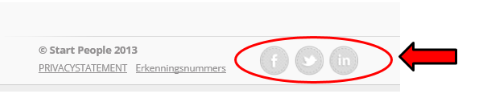 © Start People 2013
PRIVACYSTATEMENT Erkenningsnummers